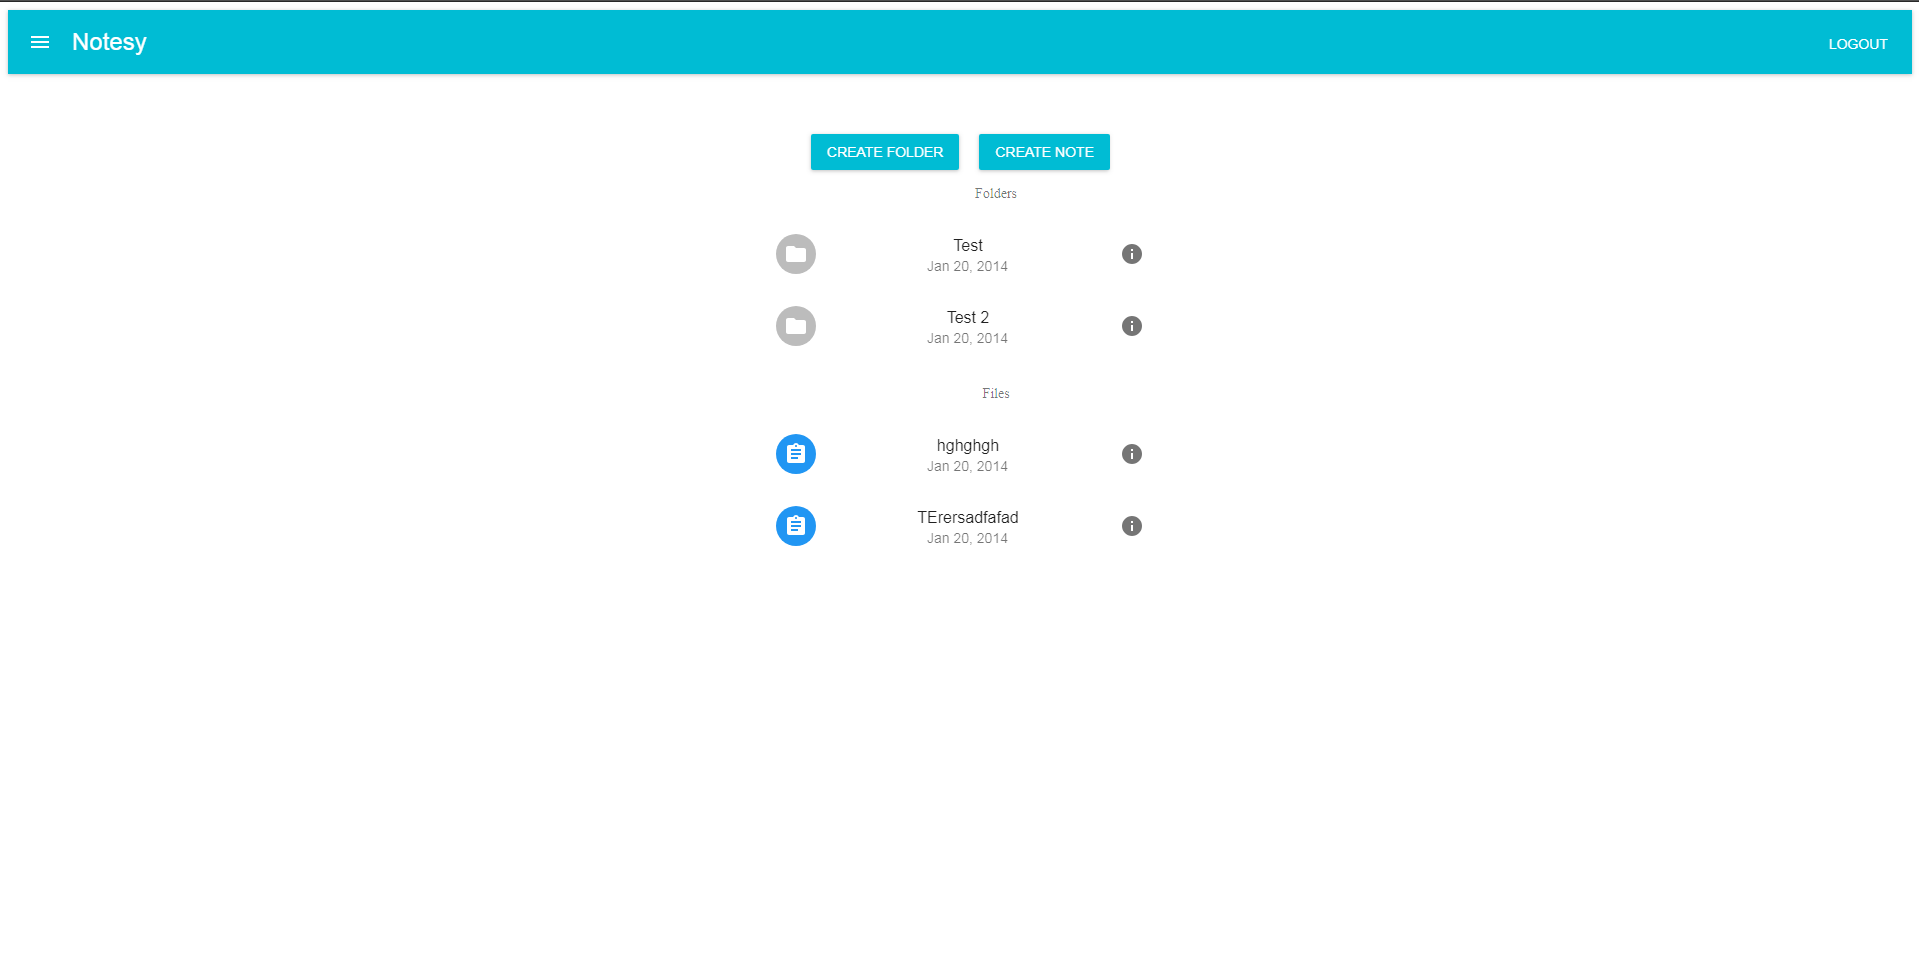 Notesy
LOGOUT
CREATE FOLDER CREATE NOTE
Folders
Test
Jan 20, 2014
Test 2
Jan 20, 2014
Files
hghghgh
Jan 20, 2014
TErersadfafad
Jan 20, 2014